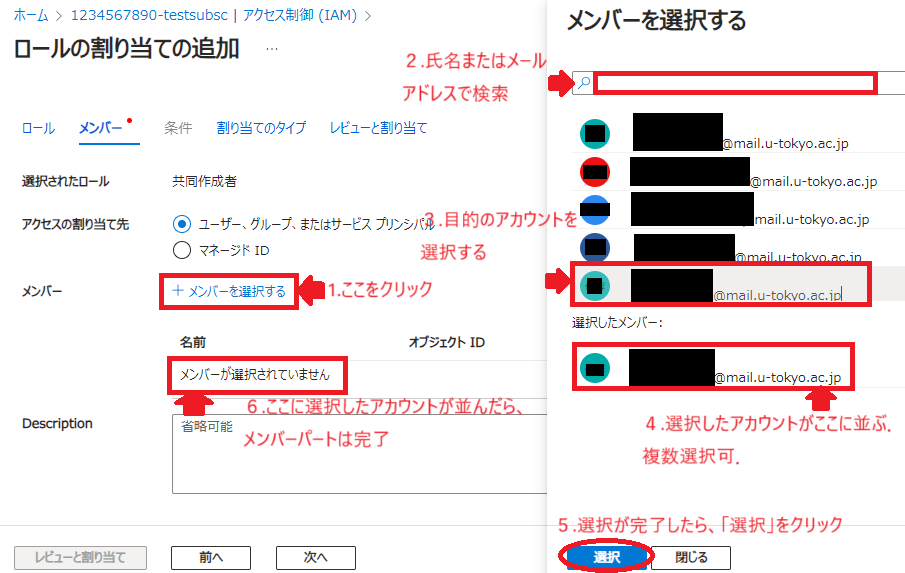 ホーム > 1234567890-testsubsc | アクセス制御 (IAM) >
ロールの割り当ての追加 …
ロール メンバー 条件 割り当てのタイプ レビューと割り当て
選択されたロール 共同作成者
アクセスの割り当て先 ユーザー、グループ、またはサービス プリンシパル
マネージド ID
メンバー + メンバーを選択する
1.ここをクリック
名前 オブジェクト ID
メンバーが選択されていません
6.ここに選択したアカウントが並んだら、
メンバーパートは完了
Description
省略可能
レビューと割り当て 前へ 次へ
メンバーを選択する
2.氏名またはメール
アドレスで検索
@mail.u-tokyo.ac.jp
@mail.u-tokyo.ac.jp
@mail.u-tokyo.ac.jp
3.目的のアカウントを
選択する
@mail.u-tokyo.ac.jp
@mail.u-tokyo.ac.jp
選択したメンバー:
@mail.u-tokyo.ac.jp
4.選択したアカウントがここに並ぶ.
複数選択可.
5.選択が完了したら、「選択」をクリック
選択 閉じる